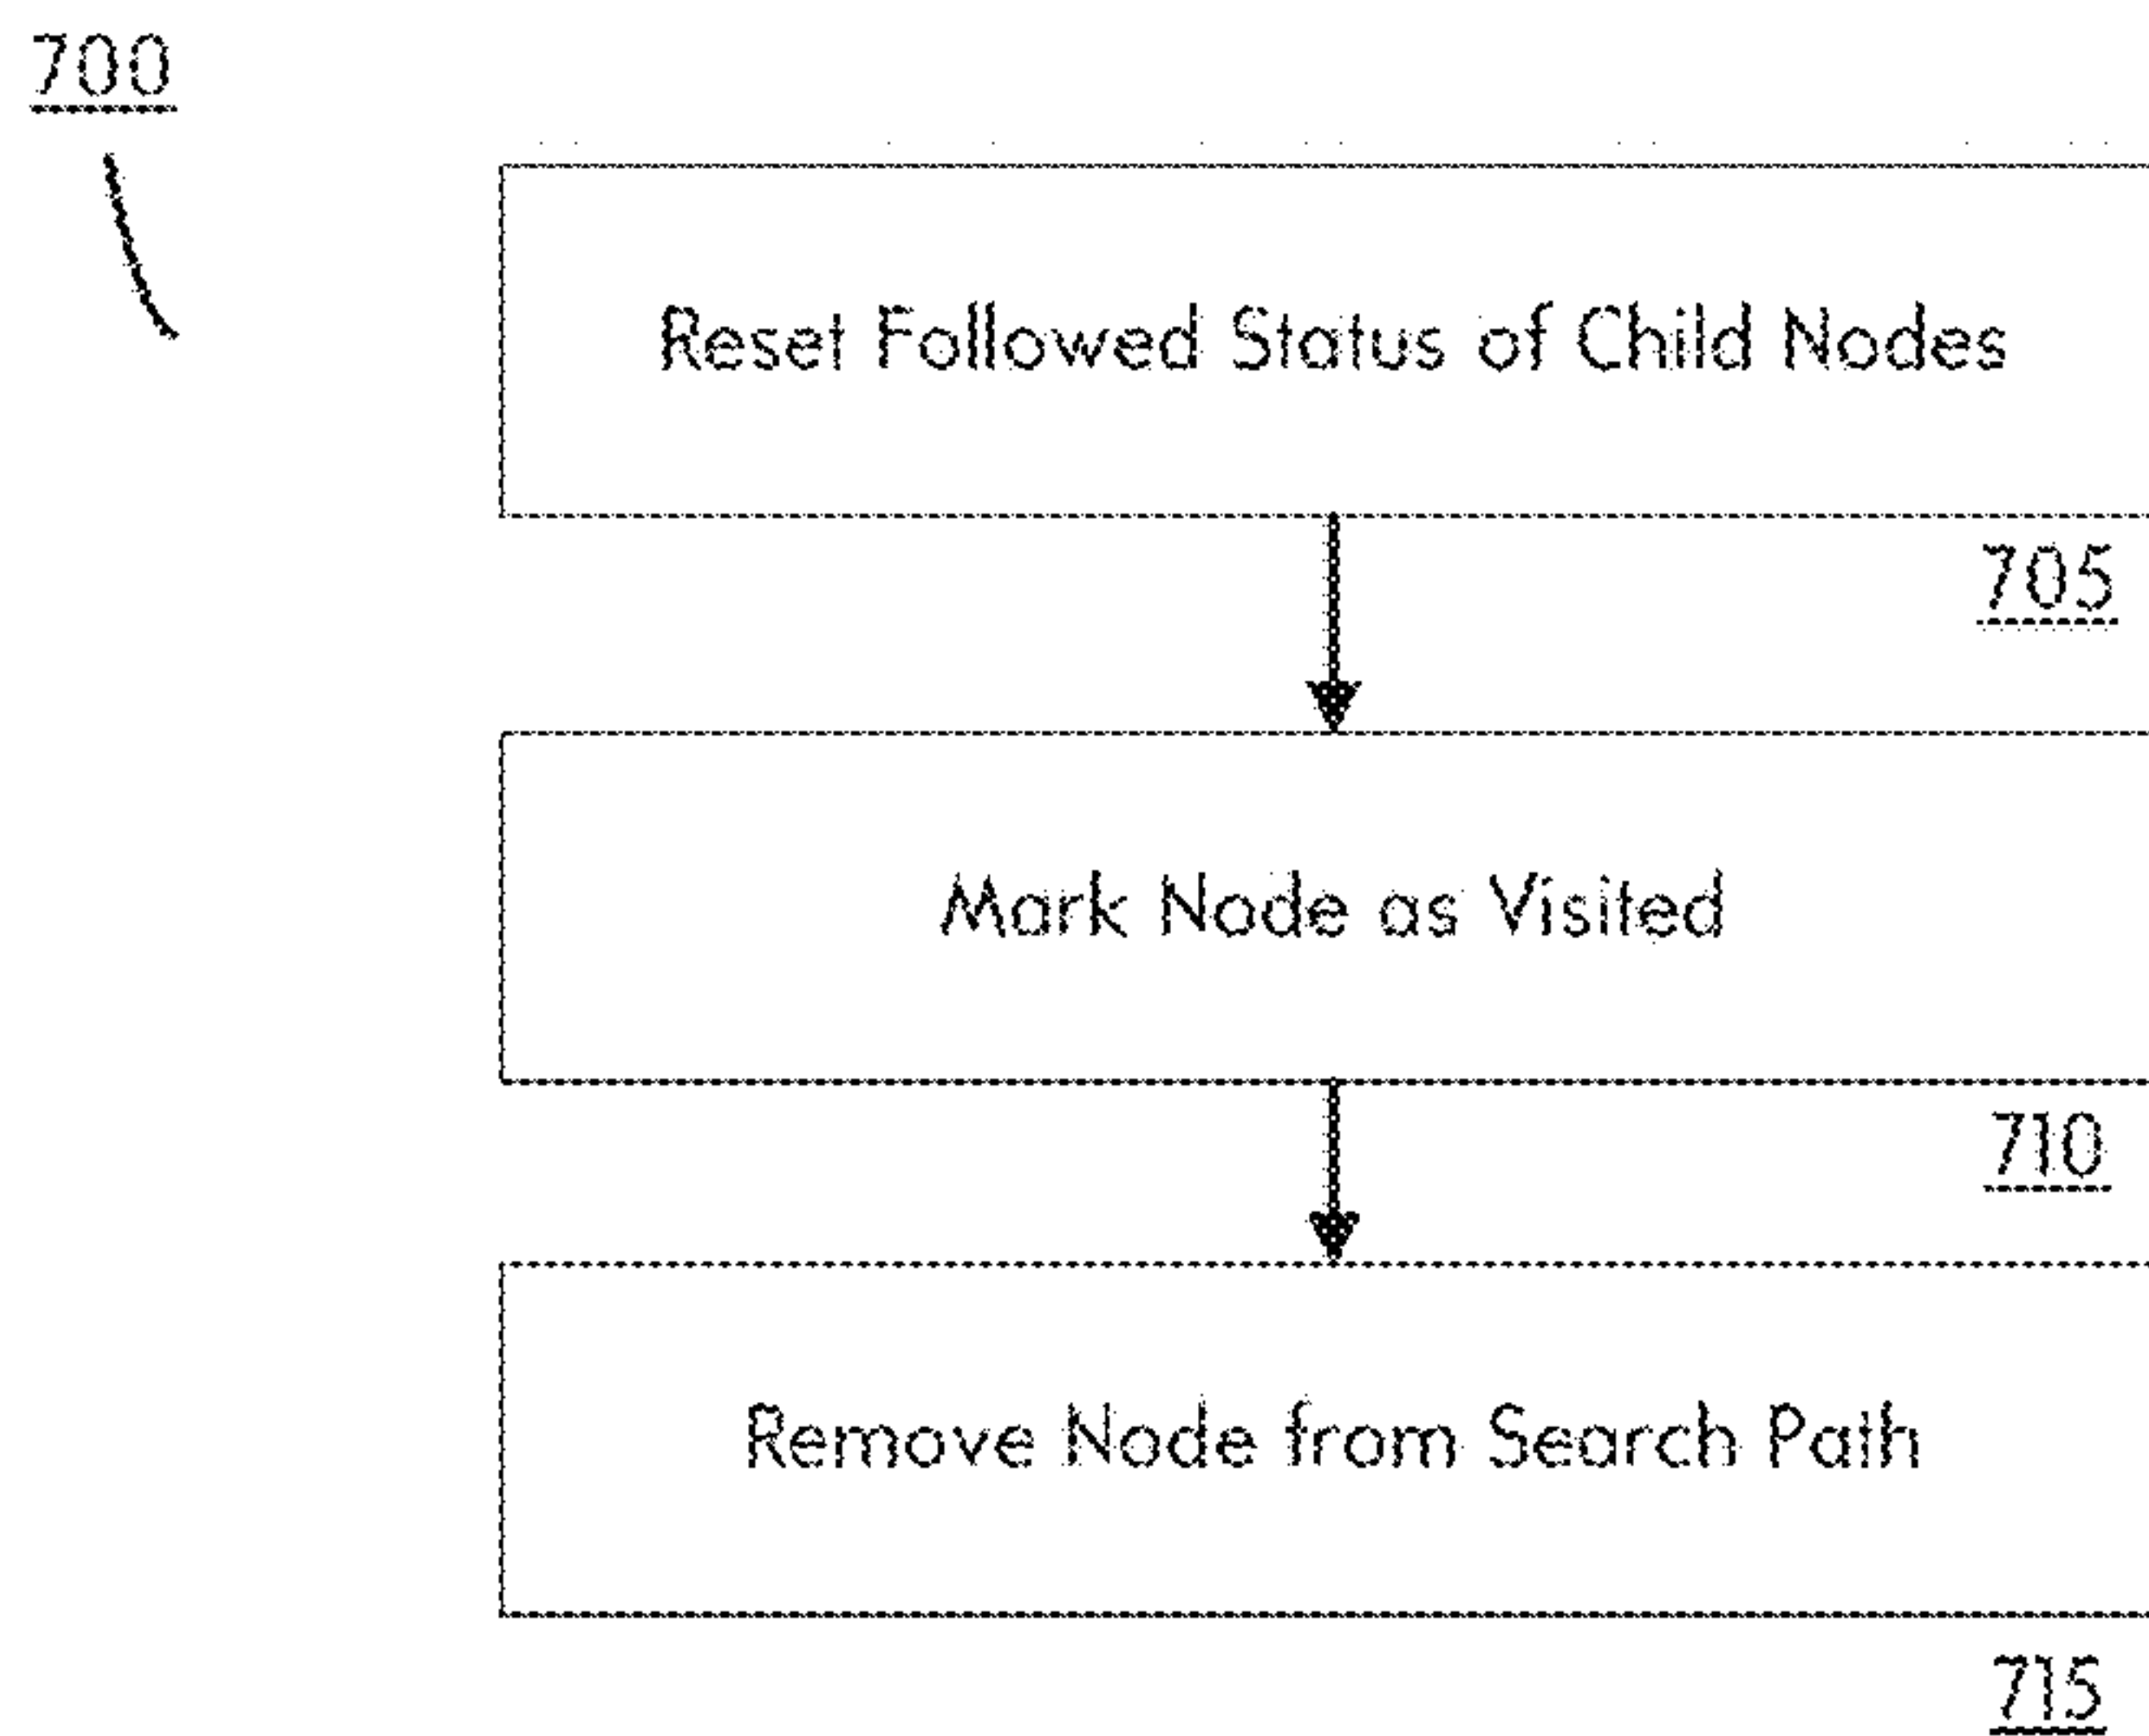 700
Reset Followed Status of Child Nodes
705
Mark Node as Visited
710
Remove Node from Search Path
715